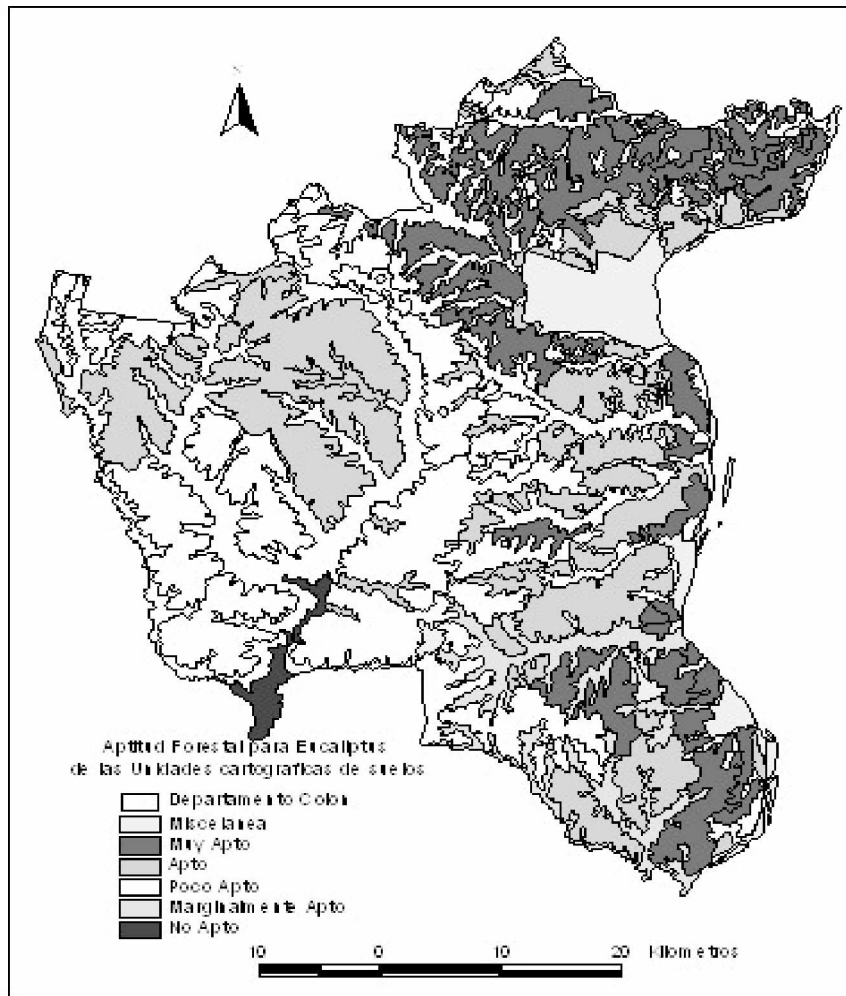 Aptitud Forestal para Eucaliptus
de las Unidades cartograficas de suelos
Departamento Colon
Miscelanea
Muy Apto
Apto
Poco Apto
Marginalmente Apto
No Apto
10 0 10 20 Kilometros